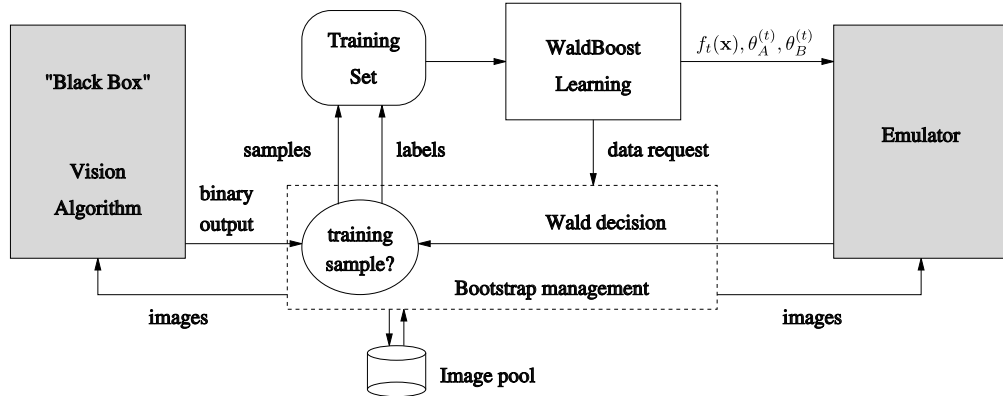 "Black Box"
Vision
Algorithm
Training
Set
WaldBoost
Learning
f_t(x), θ_A^(t), θ_B^(t)
Emulator
samples
labels
data request
binary
output
training
sample?
Wald decision
Bootstrap management
images
images
Image pool